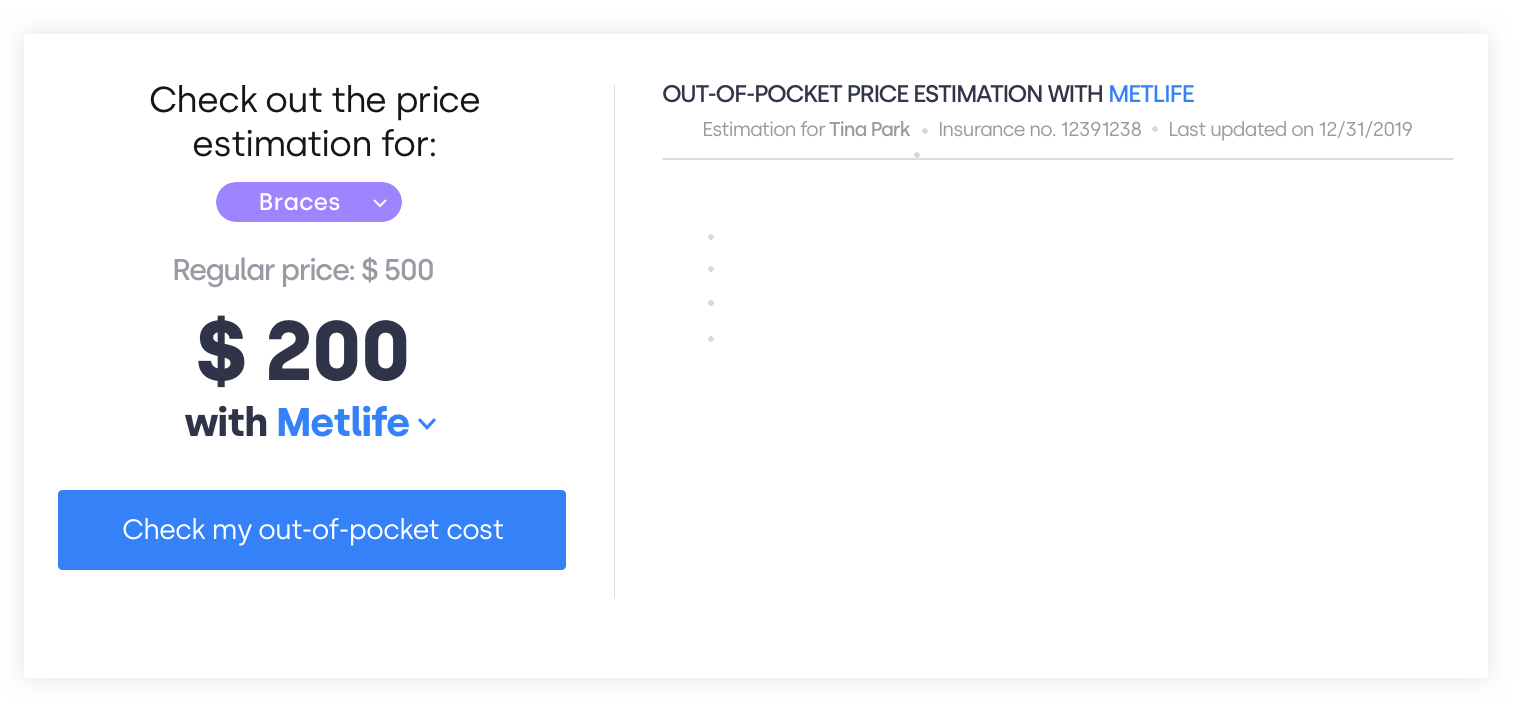 Check out the price
estimation for:
Braces
Regular price: $ 500
$ 200
with Metlife
Check my out-of-pocket cost
OUT-OF-POCKET PRICE ESTIMATION WITH METLIFE
Estimation for Tina Park • Insurance no. 12391238 • Last updated on 12/31/2019